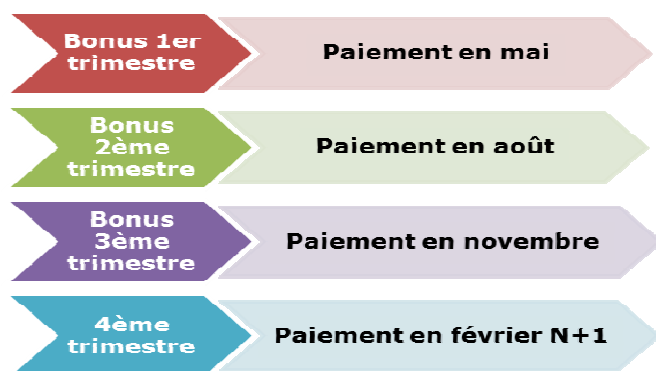 Bonus 1er
trimestre
Paiement en mai
Bonus
2ème
trimestre
Paiement en août
Bonus
3ème
trimestre
Paiement en novembre
4ème
trimestre
Paiement en février N+1